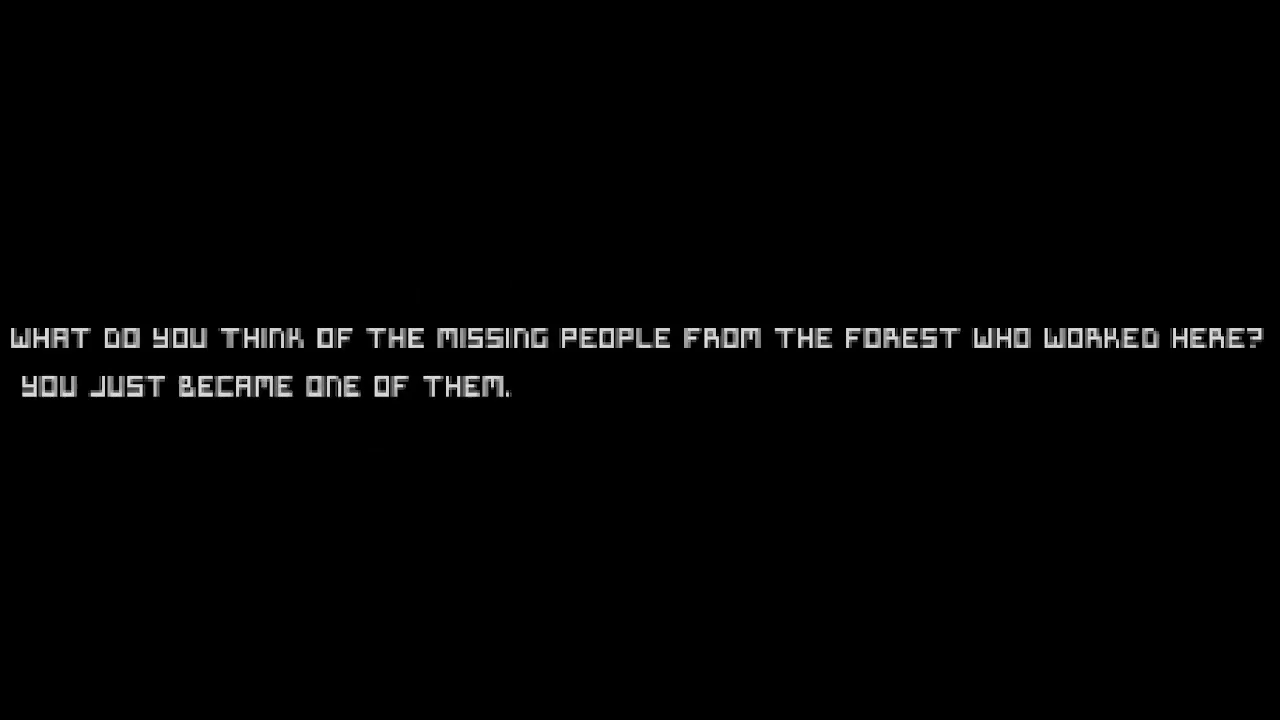 WHAT DO YOU THINK OF THE MISSING PEOPLE FROM THE FOREST WHO WORKED HERE?
YOU JUST BECAME ONE OF THEM.